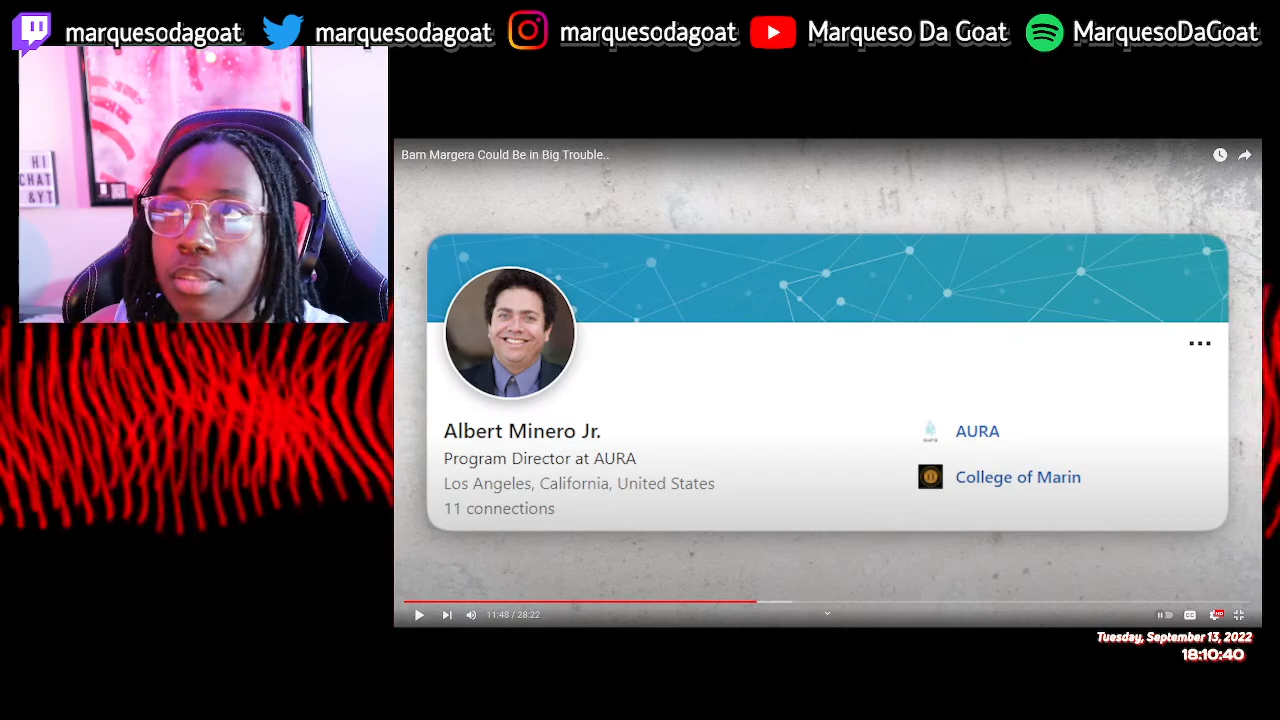 marquesodagoat marquesodagoat marquesodagoat Marqueso Da Goat MarquesoDaGoat
HI
CHAT
&YT
Bam Margera Could Be in Big Trouble..
Albert Minero Jr.
Program Director at AURA
Los Angeles, California, United States
11 connections
AURA
College of Marin
11:48 / 28:22
CC
HD
Tuesday, September 13, 2022
18:10:40